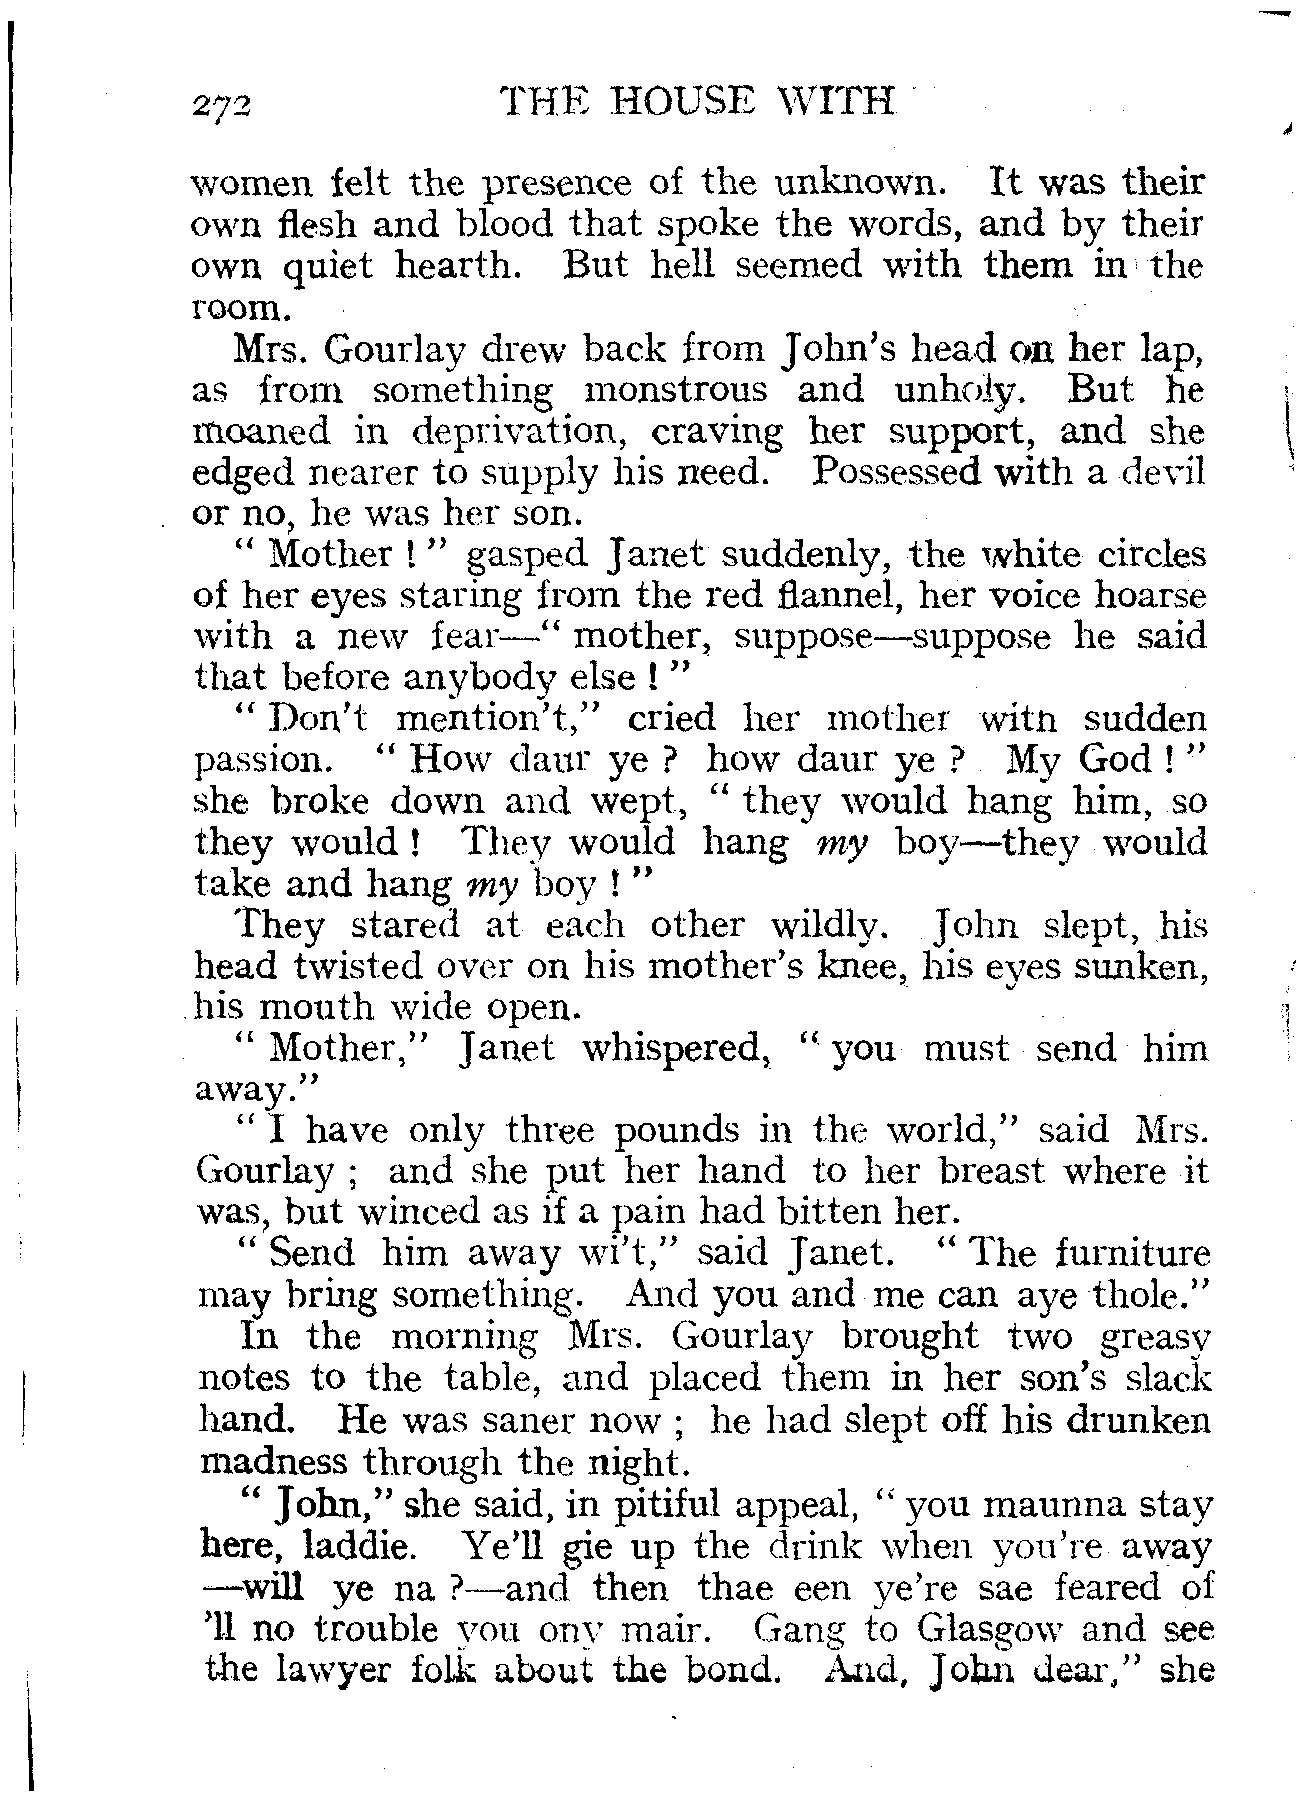 272 THE HOUSE WITH
women felt the presence of the unknown. It was their
own flesh and blood that spoke the words, and by their
own quiet hearth. But hell seemed with them in the
room.
Mrs. Gourlay drew back from John's head on her lap,
as from something monstrous and unholy. But he
moaned in deprivation, craving her support, and she
edged nearer to supply his need. Possessed with a devil
or no, he was her son.
" Mother ! " gasped Janet suddenly, the white circles
of her eyes staring from the red flannel, her voice hoarse
with a new fear—" mother, suppose—suppose he said
that before anybody else ! "
" Don't mention't," cried her mother with sudden
passion. " How daur ye ? how daur ye ? My God ! "
she broke down and wept, " they would hang him, so
they would ! They would hang my boy—they would
take and hang my boy ! "
They stared at each other wildly. John slept, his
head twisted over on his mother's knee, his eyes sunken,
his mouth wide open.
" Mother," Janet whispered, " you must send him
away."
" I have only three pounds in the world," said Mrs.
Gourlay ; and she put her hand to her breast where it
was, but winced as if a pain had bitten her.
" Send him away wi't," said Janet. " The furniture
may bring something. And you and me can aye thole."
In the morning Mrs. Gourlay brought two greasy
notes to the table, and placed them in her son's slack
hand. He was saner now ; he had slept off his drunken
madness through the night.
" John," she said, in pitiful appeal, " you maunna stay
here, laddie. Ye'll gie up the drink when you're away
—will ye na ?—and then thae een ye're sae feared of
'll no trouble you ony mair. Gang to Glasgow and see
the lawyer folk about the bond. And, John dear," she